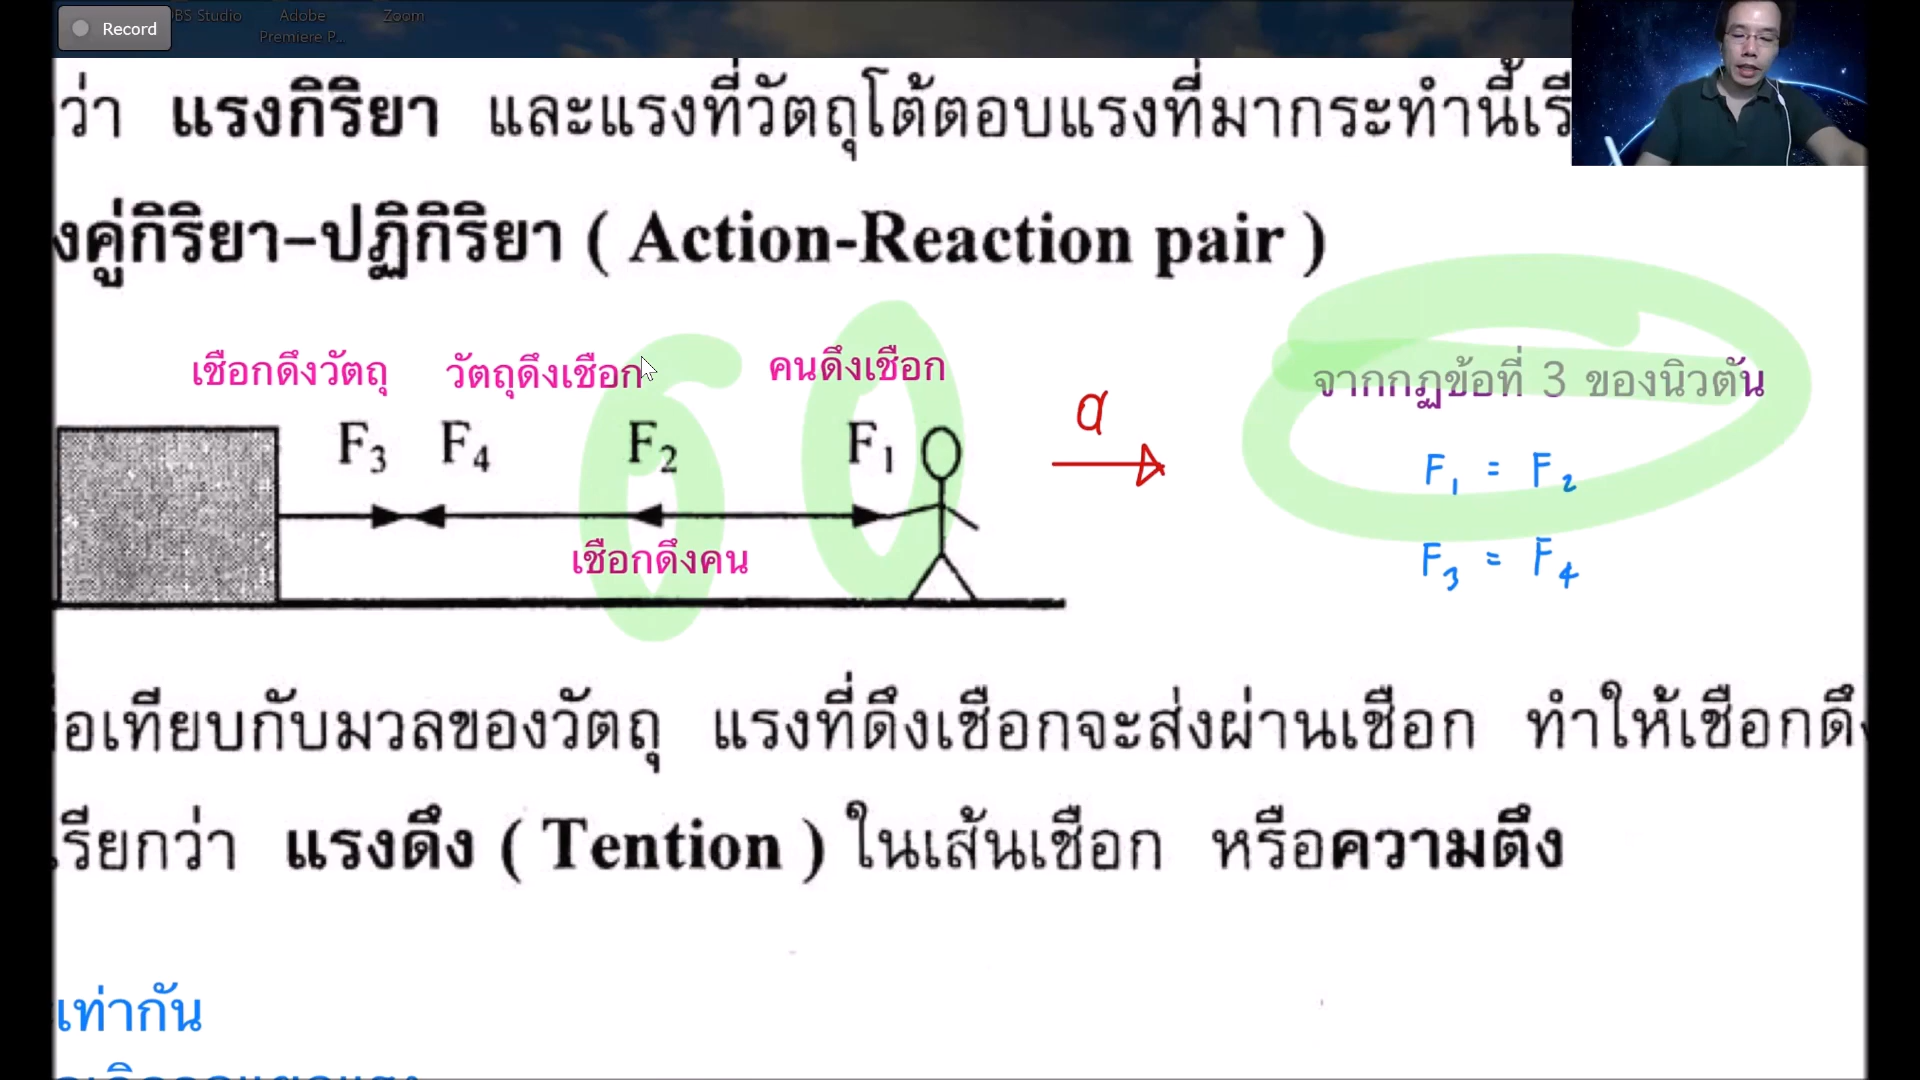 Record
OBS Studio Adobe Zoom
Premiere P...
ว่า แรงกิริยา และแรงที่วัตถุโต้ตอบแรงที่มากระทำนี้เรี
งคู่กิริยา-ปฏิกิริยา ( Action-Reaction pair )
เชือกดึงวัตถุ วัตถุดึงเชือก คนดึงเชือก
จากกฏข้อที่ 3 ของนิวตัน
a
F3 F4 F2 F1
F1 = F2
เชือกดึงคน
F3 = F4
อเทียบกับมวลของวัตถุ แรงที่ดึงเชือกจะส่งผ่านเชือก ทำให้เชือกดึ
เรียกว่า แรงดึง ( Tention ) ในเส้นเชือก หรือความตึง
เท่ากัน